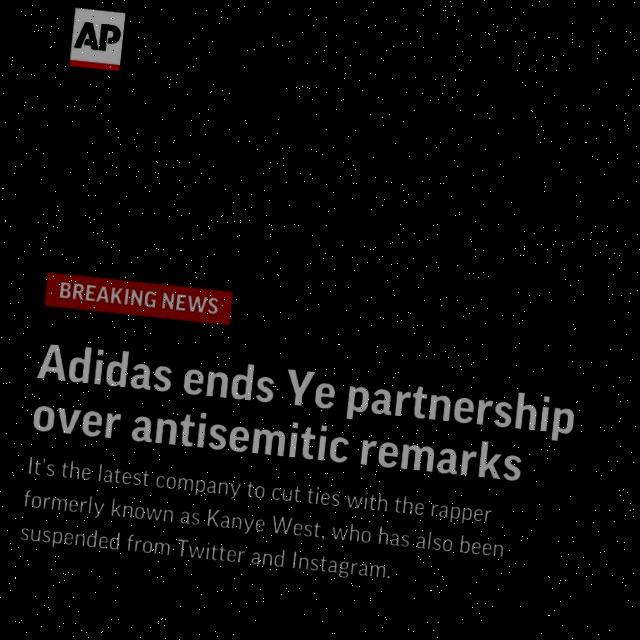 AP
BREAKING NEWS
Adidas ends Ye partnership
over antisemitic remarks
It's the latest company to cut ties with the rapper
formerly known as Kanye West, who has also been
suspended from Twitter and Instagram.